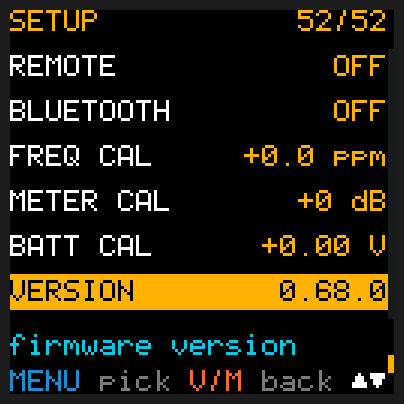 SETUP 52/52
REMOTE OFF
BLUETOOTH OFF
FREQ CAL +0.0 ppm
METER CAL +0 dB
BATT CAL +0.00 V
VERSION 0.68.0
firmware version
MENU pick V/M back ▲▼